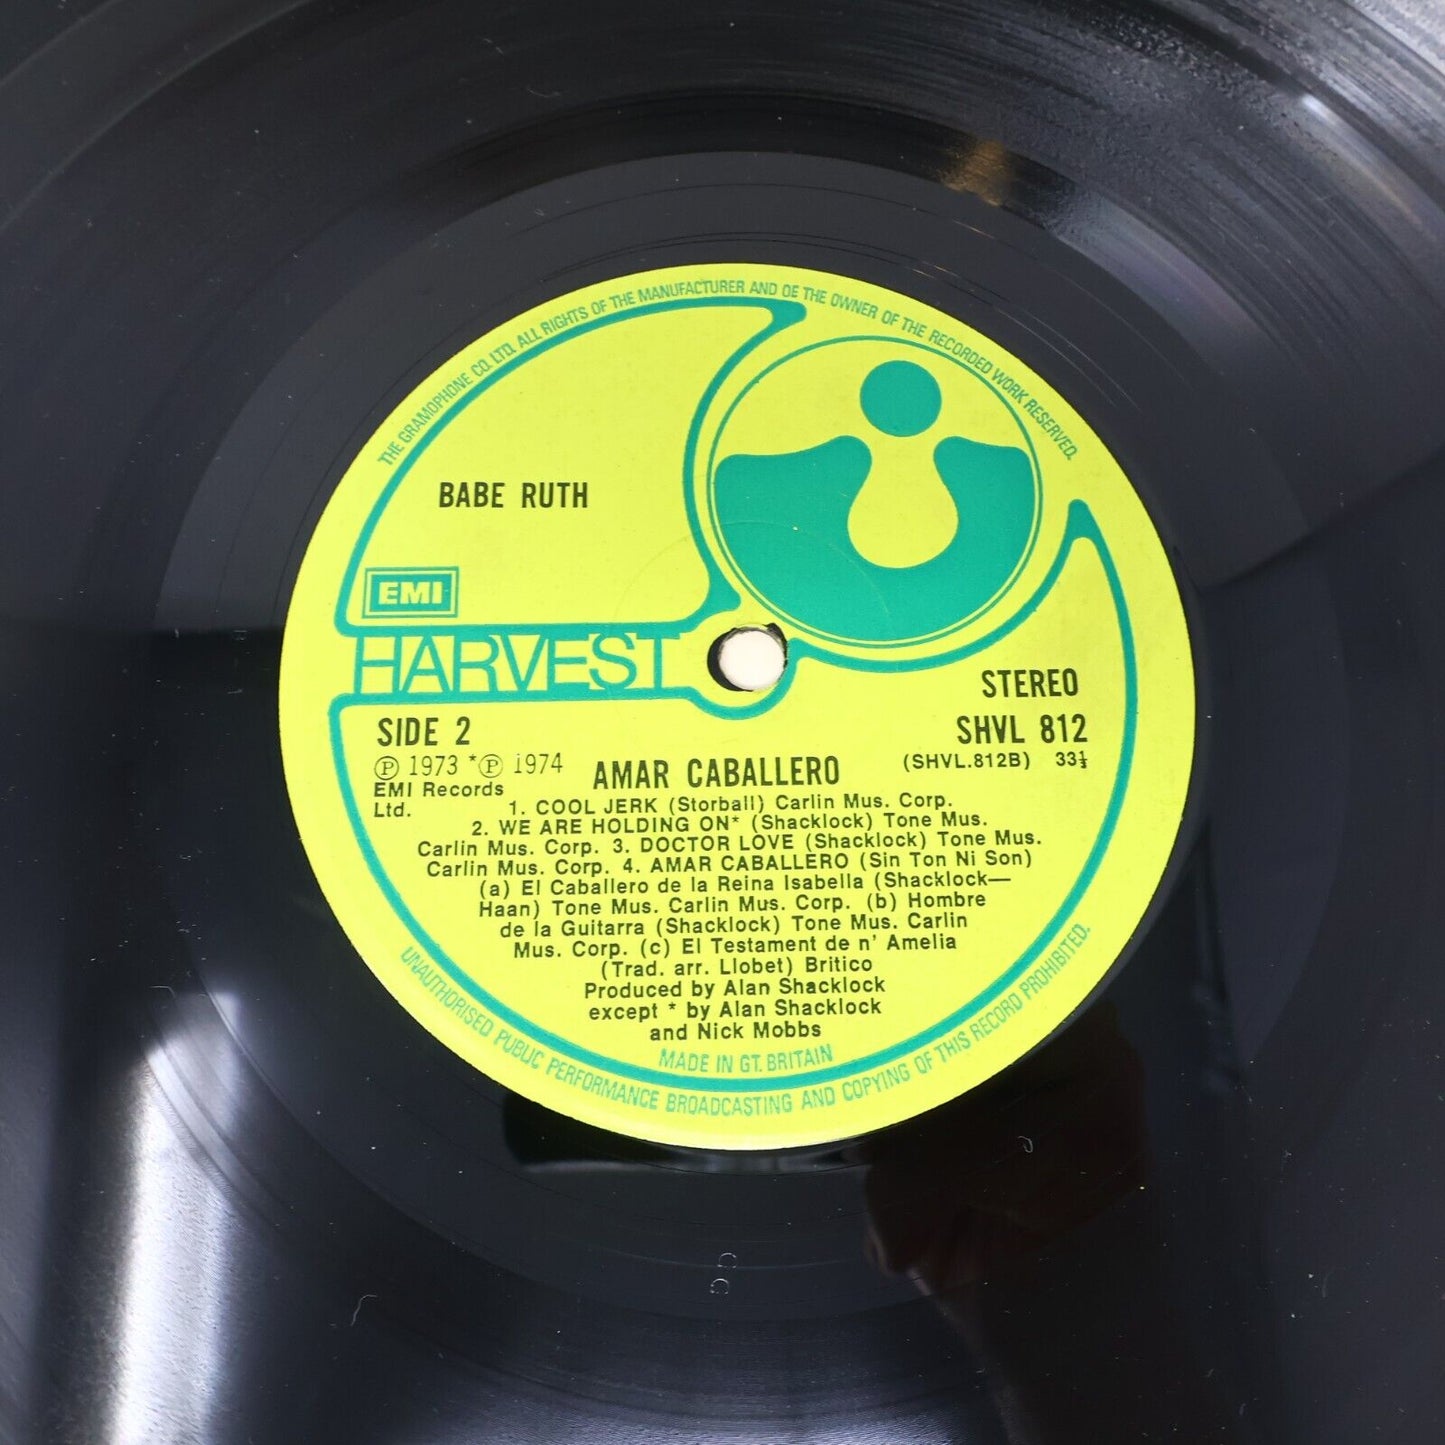 THE GRAMOPHONE CO. LTD. ALL RIGHTS OF THE MANUFACTURER AND OF THE OWNER OF THE RECORDED WORK RESERVED.
BABE RUTH
EMI
HARVEST
STEREO
SIDE 2
SHVL 812
Ⓟ 1973 *Ⓟ 1974
AMAR CABALLERO
(SHVL.812B) 33⅓
EMI Records
Ltd.
1. COOL JERK (Storball) Carlin Mus. Corp.
2. WE ARE HOLDING ON* (Shacklock) Tone Mus.
Carlin Mus. Corp. 3. DOCTOR LOVE (Shacklock) Tone Mus.
Carlin Mus. Corp. 4. AMAR CABALLERO (Sin Ton Ni Son)
(a) El Caballero de la Reina Isabella (Shacklock—
Haan) Tone Mus. Carlin Mus. Corp. (b) Hombre
de la Guitarra (Shacklock) Tone Mus. Carlin
Mus. Corp. (c) El Testament de n' Amelia
(Trad. arr. Llobet) Britico
Produced by Alan Shacklock
except * by Alan Shacklock
and Nick Mobbs
MADE IN GT. BRITAIN
UNAUTHORISED PUBLIC PERFORMANCE BROADCASTING AND COPYING OF THIS RECORD PROHIBITED.